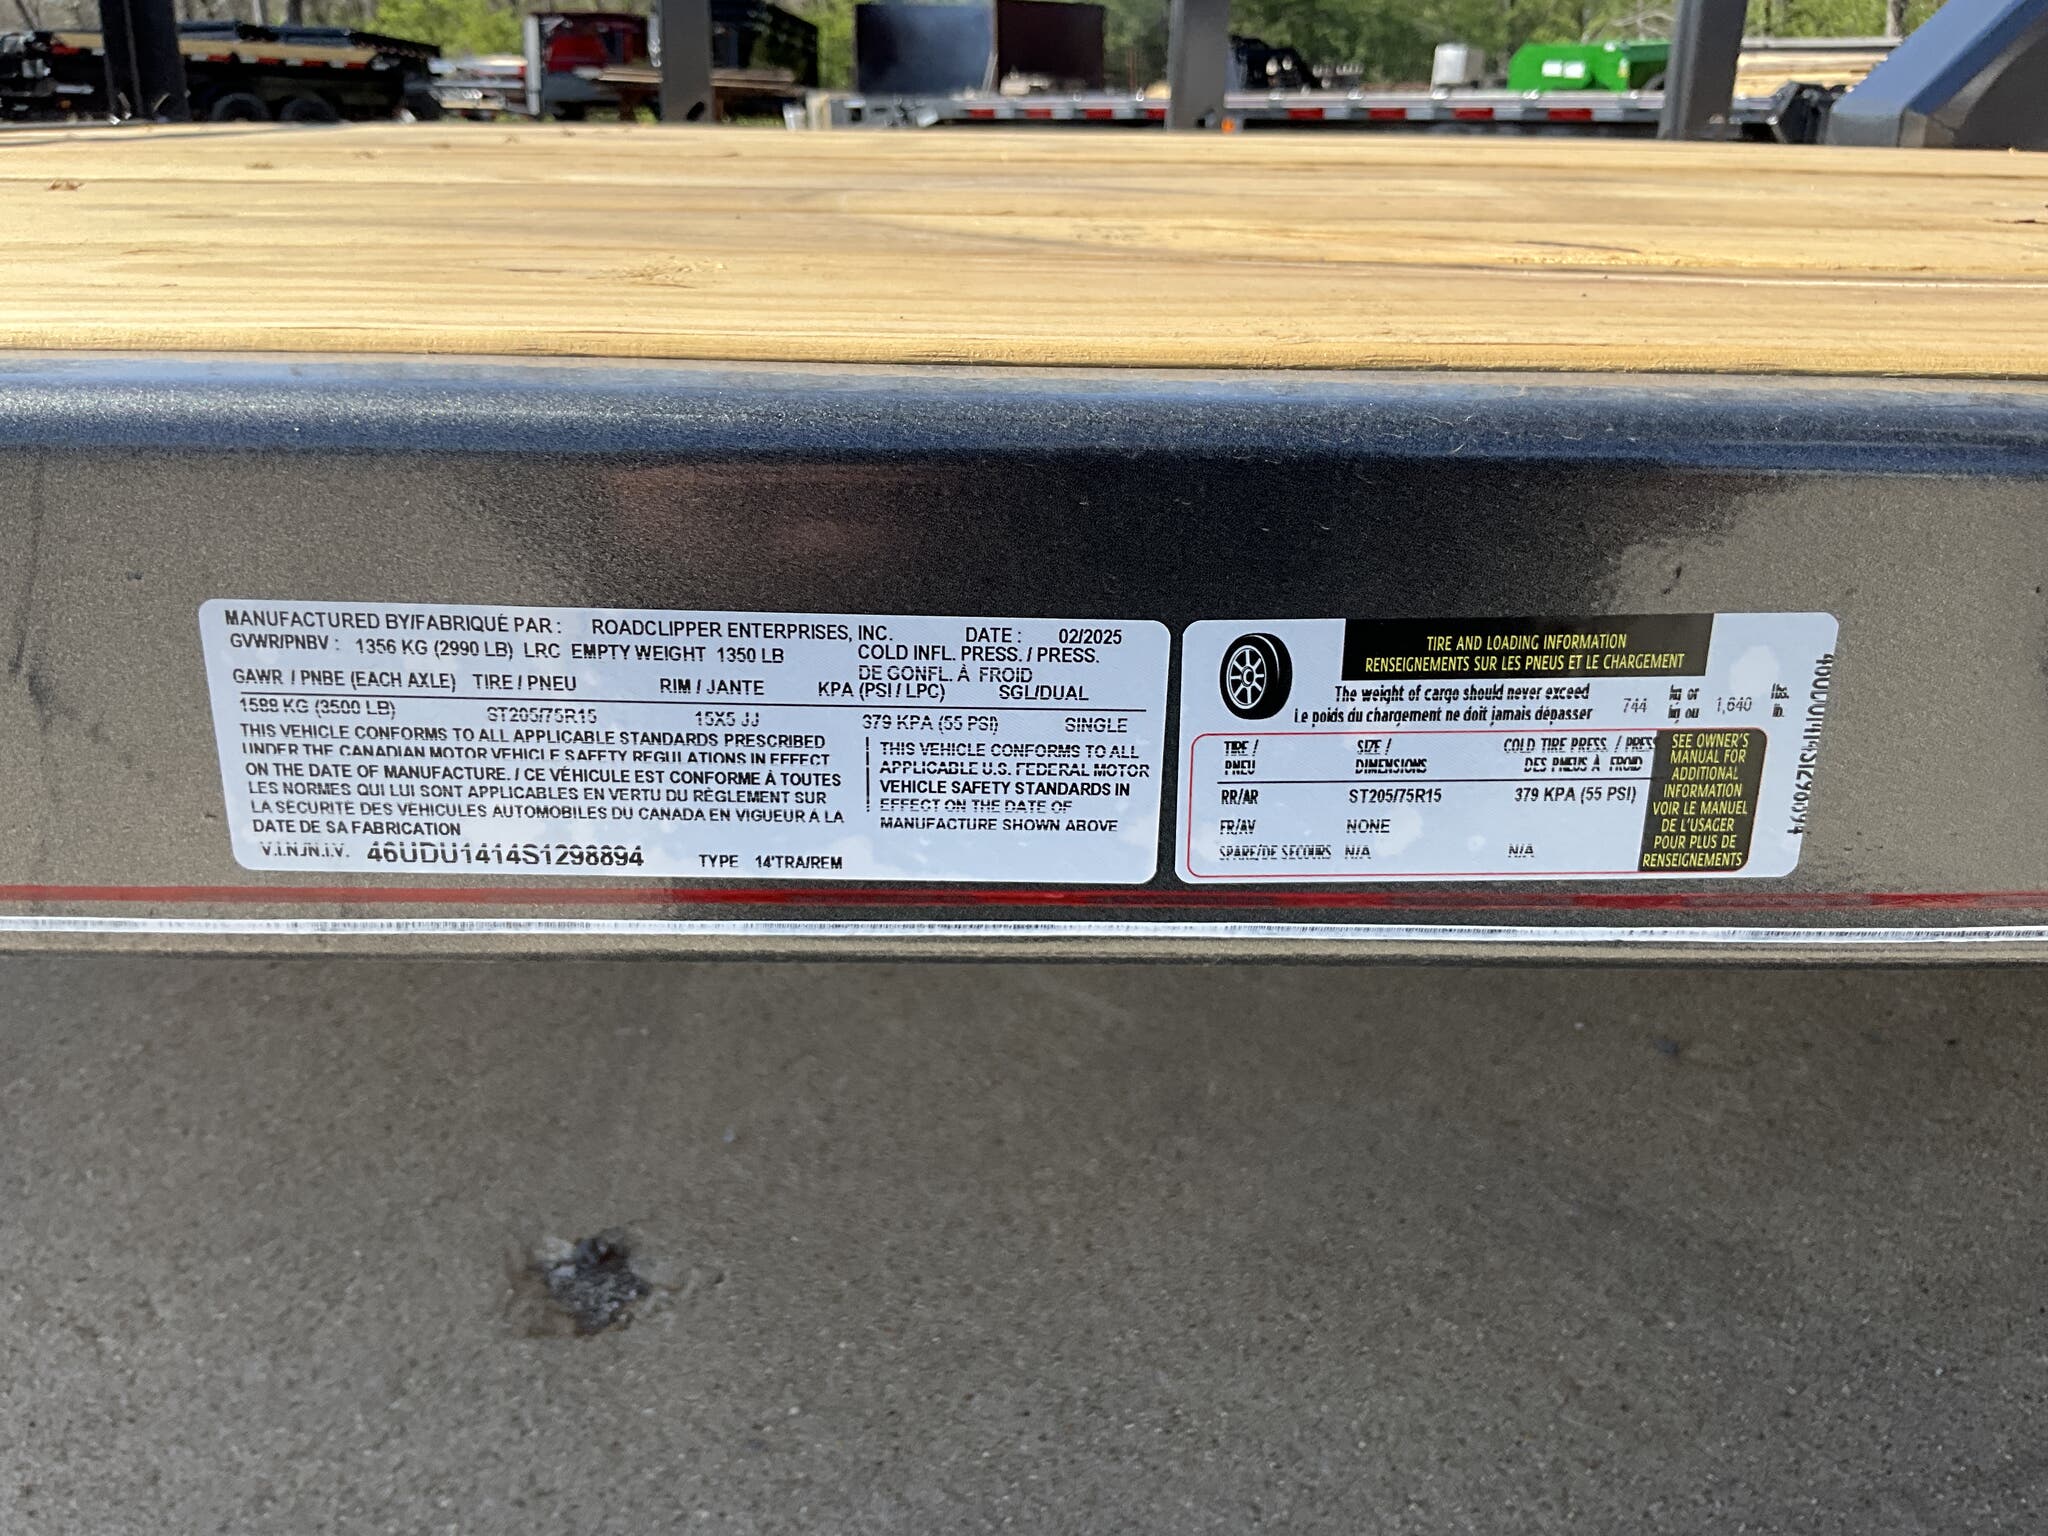 MANUFACTURED BY/FABRIQUÉ PAR : ROADCLIPPER ENTERPRISES, INC. DATE : 02/2025
GVWR/PNBV : 1356 KG (2990 LB) LRC EMPTY WEIGHT 1350 LB COLD INFL. PRESS. / PRESS.
DE GONFL. À FROID
GAWR / PNBE (EACH AXLE) TIRE / PNEU RIM / JANTE KPA (PSI / LPC) SGL/DUAL
1588 KG (3500 LB) ST205/75R15 15X5 JJ 379 KPA (55 PSI) SINGLE
THIS VEHICLE CONFORMS TO ALL APPLICABLE STANDARDS PRESCRIBED
UNDER THE CANADIAN MOTOR VEHICLE SAFETY REGULATIONS IN EFFECT
ON THE DATE OF MANUFACTURE. / CE VÉHICULE EST CONFORME À TOUTES
LES NORMES QUI LUI SONT APPLICABLES EN VERTU DU RÈGLEMENT SUR
LA SÉCURITÉ DES VÉHICULES AUTOMOBILES DU CANADA EN VIGUEUR À LA
DATE DE SA FABRICATION
THIS VEHICLE CONFORMS TO ALL
APPLICABLE U.S. FEDERAL MOTOR
VEHICLE SAFETY STANDARDS IN
EFFECT ON THE DATE OF
MANUFACTURE SHOWN ABOVE
V.I.N./N.I.V. 46UDU1414S1298894 TYPE 14'TRA/REM
TIRE AND LOADING INFORMATION
RENSEIGNEMENTS SUR LES PNEUS ET LE CHARGEMENT
The weight of cargo should never exceed
Le poids du chargement ne doit jamais dépasser
744 kg or
kg ou
1,640 lbs.
lb.
TIRE / SIZE / COLD TIRE PRESS. / PRESS
PNEU DIMENSIONS DES PNEUS À FROID
RR/AR ST205/75R15 379 KPA (55 PSI)
FR/AV NONE
SPARE/DE SECOURS N/A N/A
SEE OWNER'S
MANUAL FOR
ADDITIONAL
INFORMATION
VOIR LE MANUEL
DE L'USAGER
POUR PLUS DE
RENSEIGNEMENTS
46UDU1414S1298894